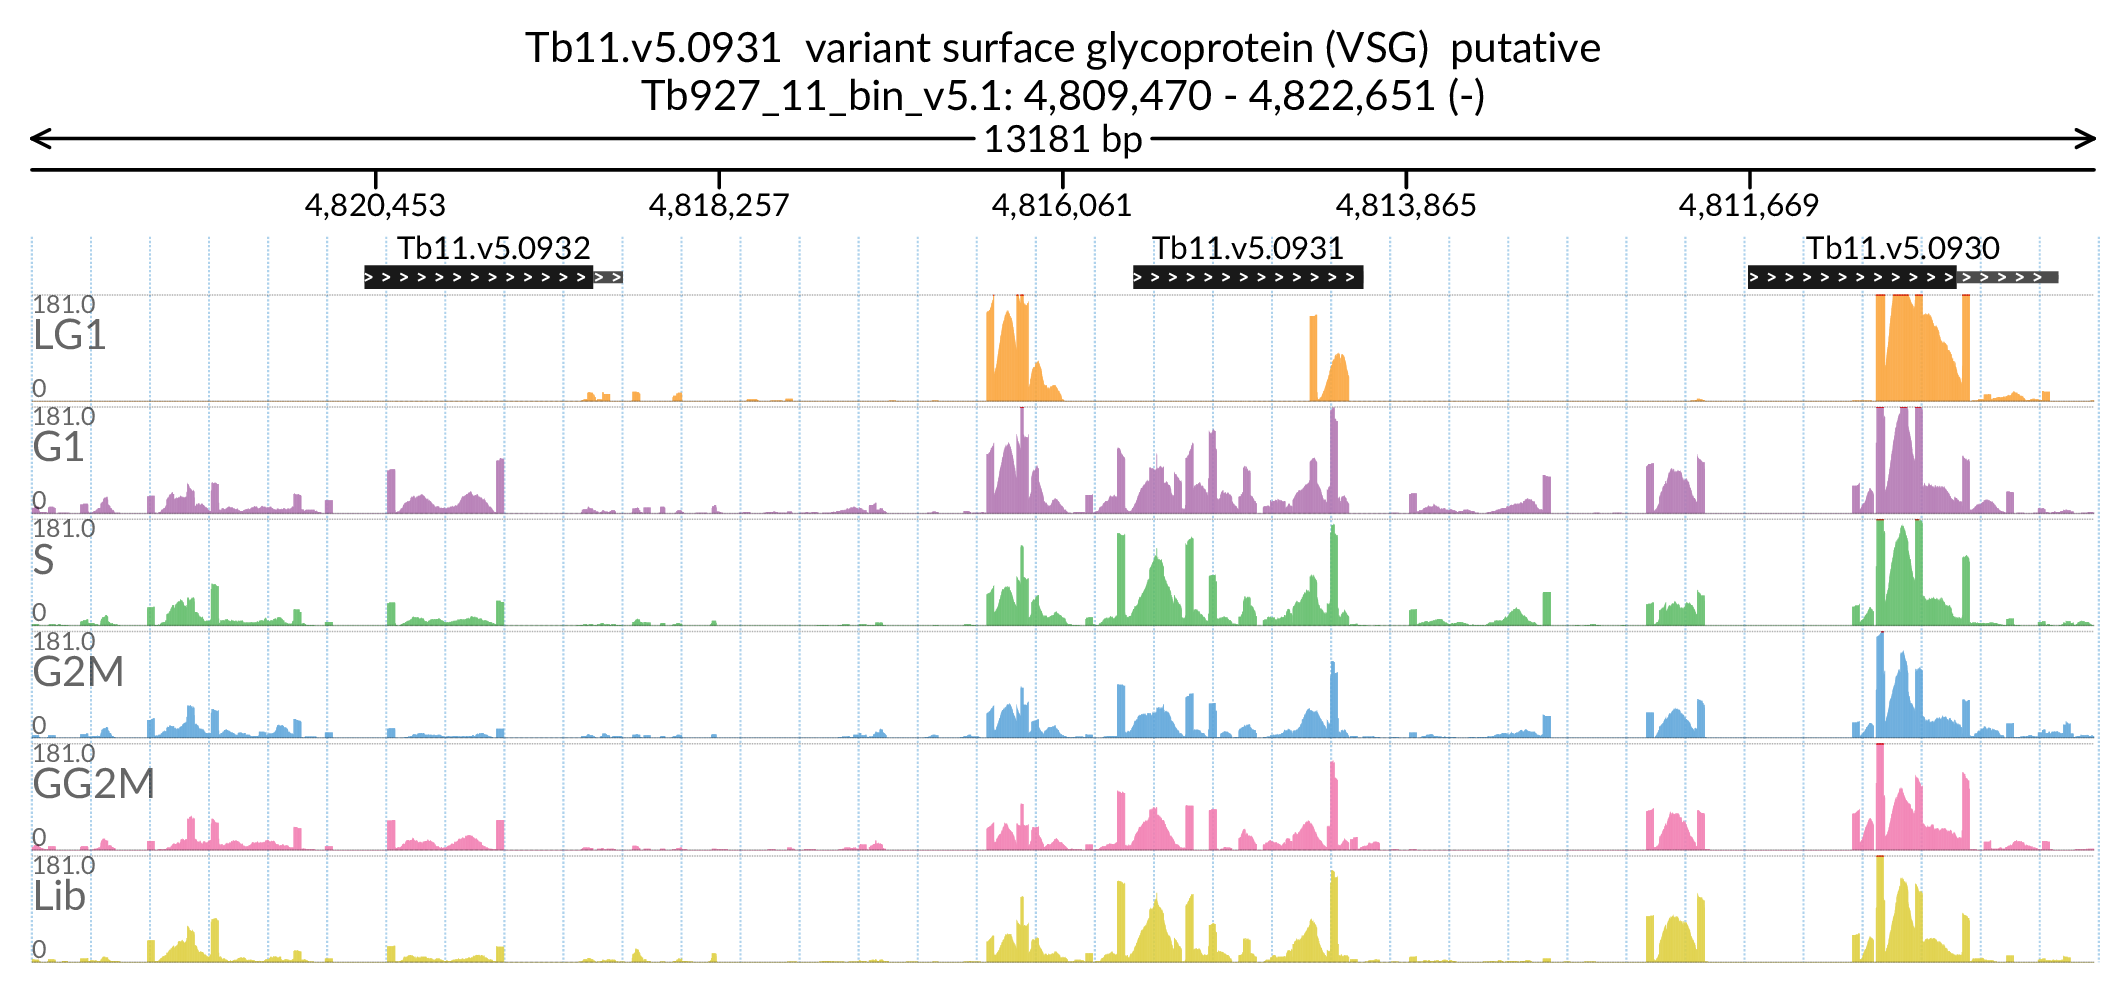 Tb11.v5.0931  variant surface glycoprotein (VSG)  putative
Tb927_11_bin_v5.1: 4,809,470 - 4,822,651 (-)
13181 bp
4,820,453 4,818,257 4,816,061 4,813,865 4,811,669
Tb11.v5.0932 Tb11.v5.0931 Tb11.v5.0930
181.0
LG1
0
181.0
G1
0
181.0
S
0
181.0
G2M
0
181.0
GG2M
0
181.0
Lib
0